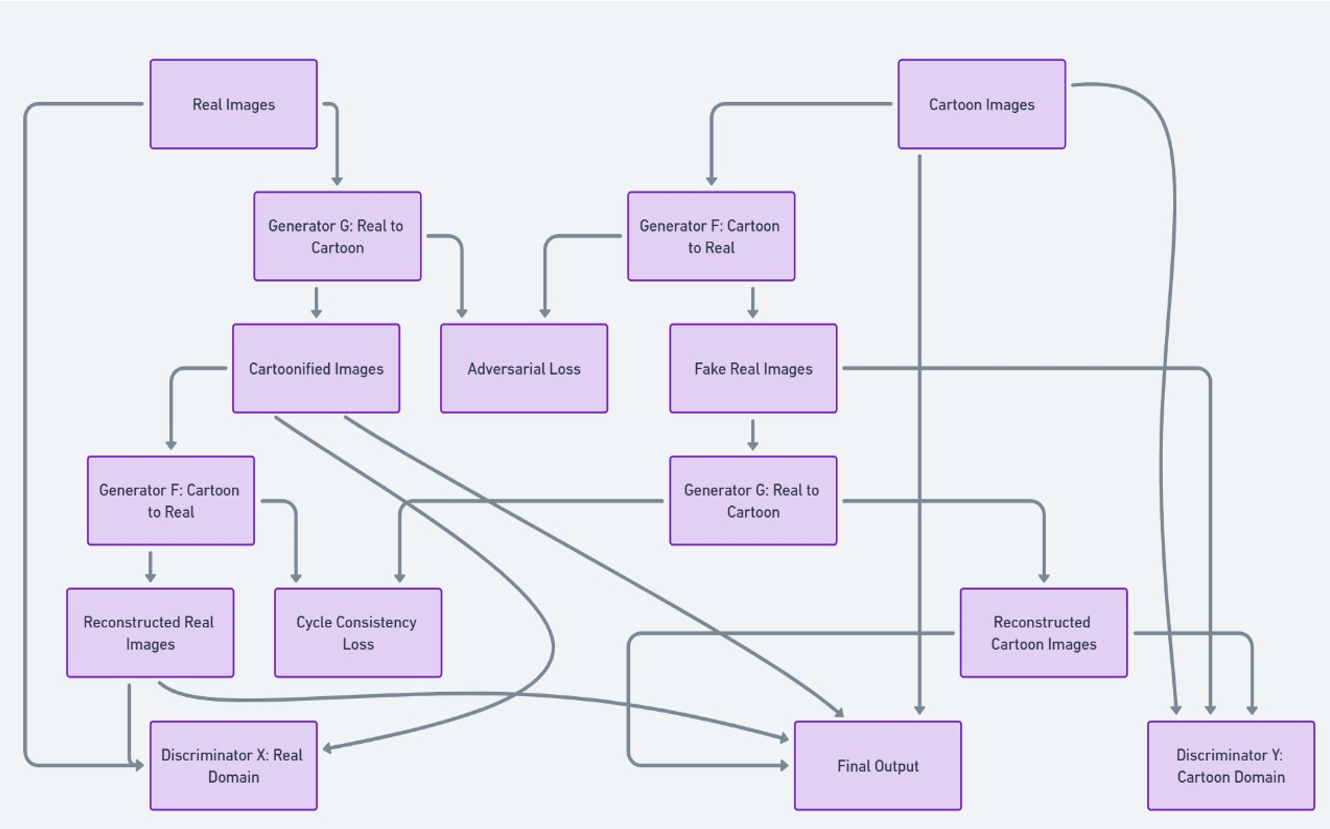 Real Images
Cartoon Images
Generator G: Real to
Cartoon
Generator F: Cartoon
to Real
Cartoonified Images
Adversarial Loss
Fake Real Images
Generator F: Cartoon
to Real
Generator G: Real to
Cartoon
Reconstructed Real
Images
Cycle Consistency
Loss
Reconstructed
Cartoon Images
Discriminator X: Real
Domain
Final Output
Discriminator Y:
Cartoon Domain